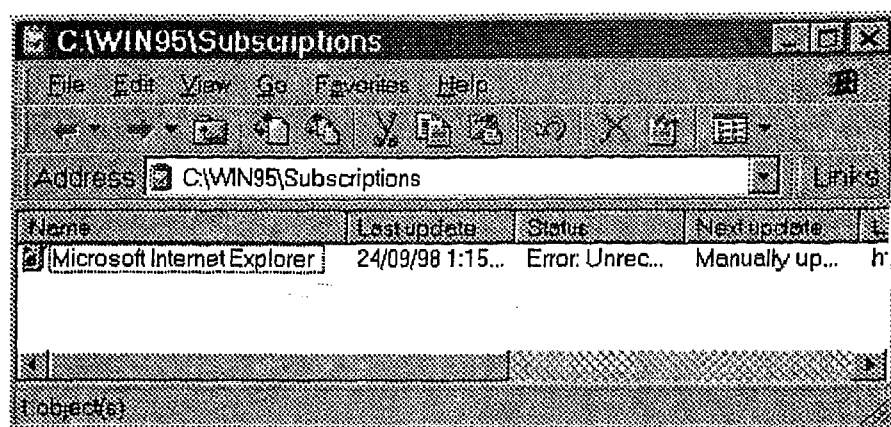 C:\WIN95\Subscriptions
File Edit View Go Favorites Help
Address C:\WIN95\Subscriptions Links
Name Last update Status Next update
Microsoft Internet Explorer 24/09/98 1:15... Error: Unrec... Manually up...
1 object(s)